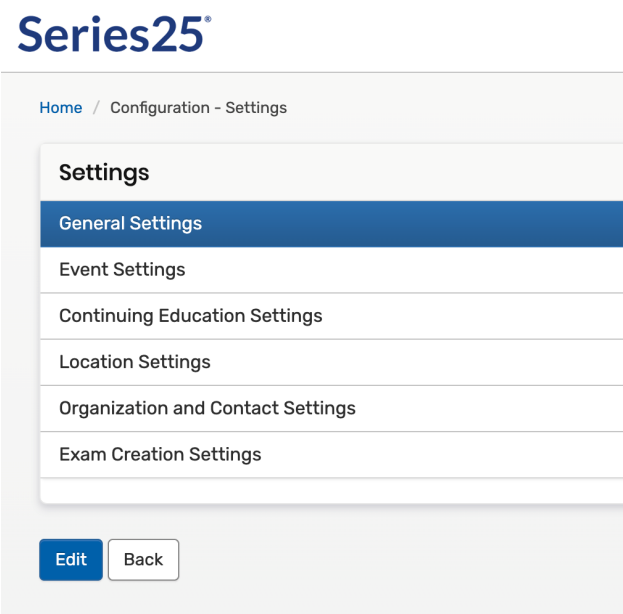 Series25®
Home / Configuration - Settings
Settings
General Settings
Event Settings
Continuing Education Settings
Location Settings
Organization and Contact Settings
Exam Creation Settings
Edit Back